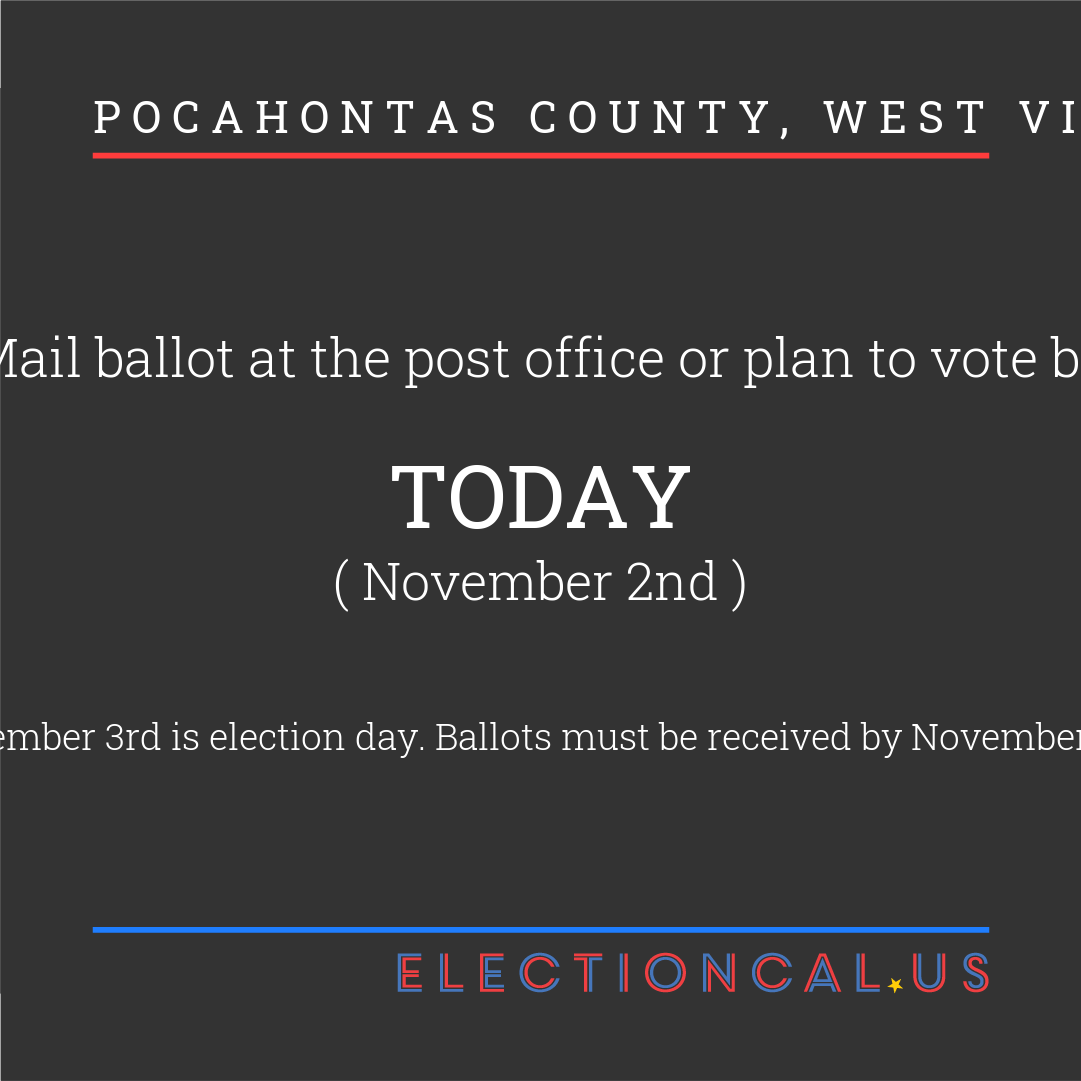 POCAHONTAS COUNTY, WEST VI
Mail ballot at the post office or plan to vote b
TODAY
( November 2nd )
ember 3rd is election day. Ballots must be received by November
ELECTIONCAL.US